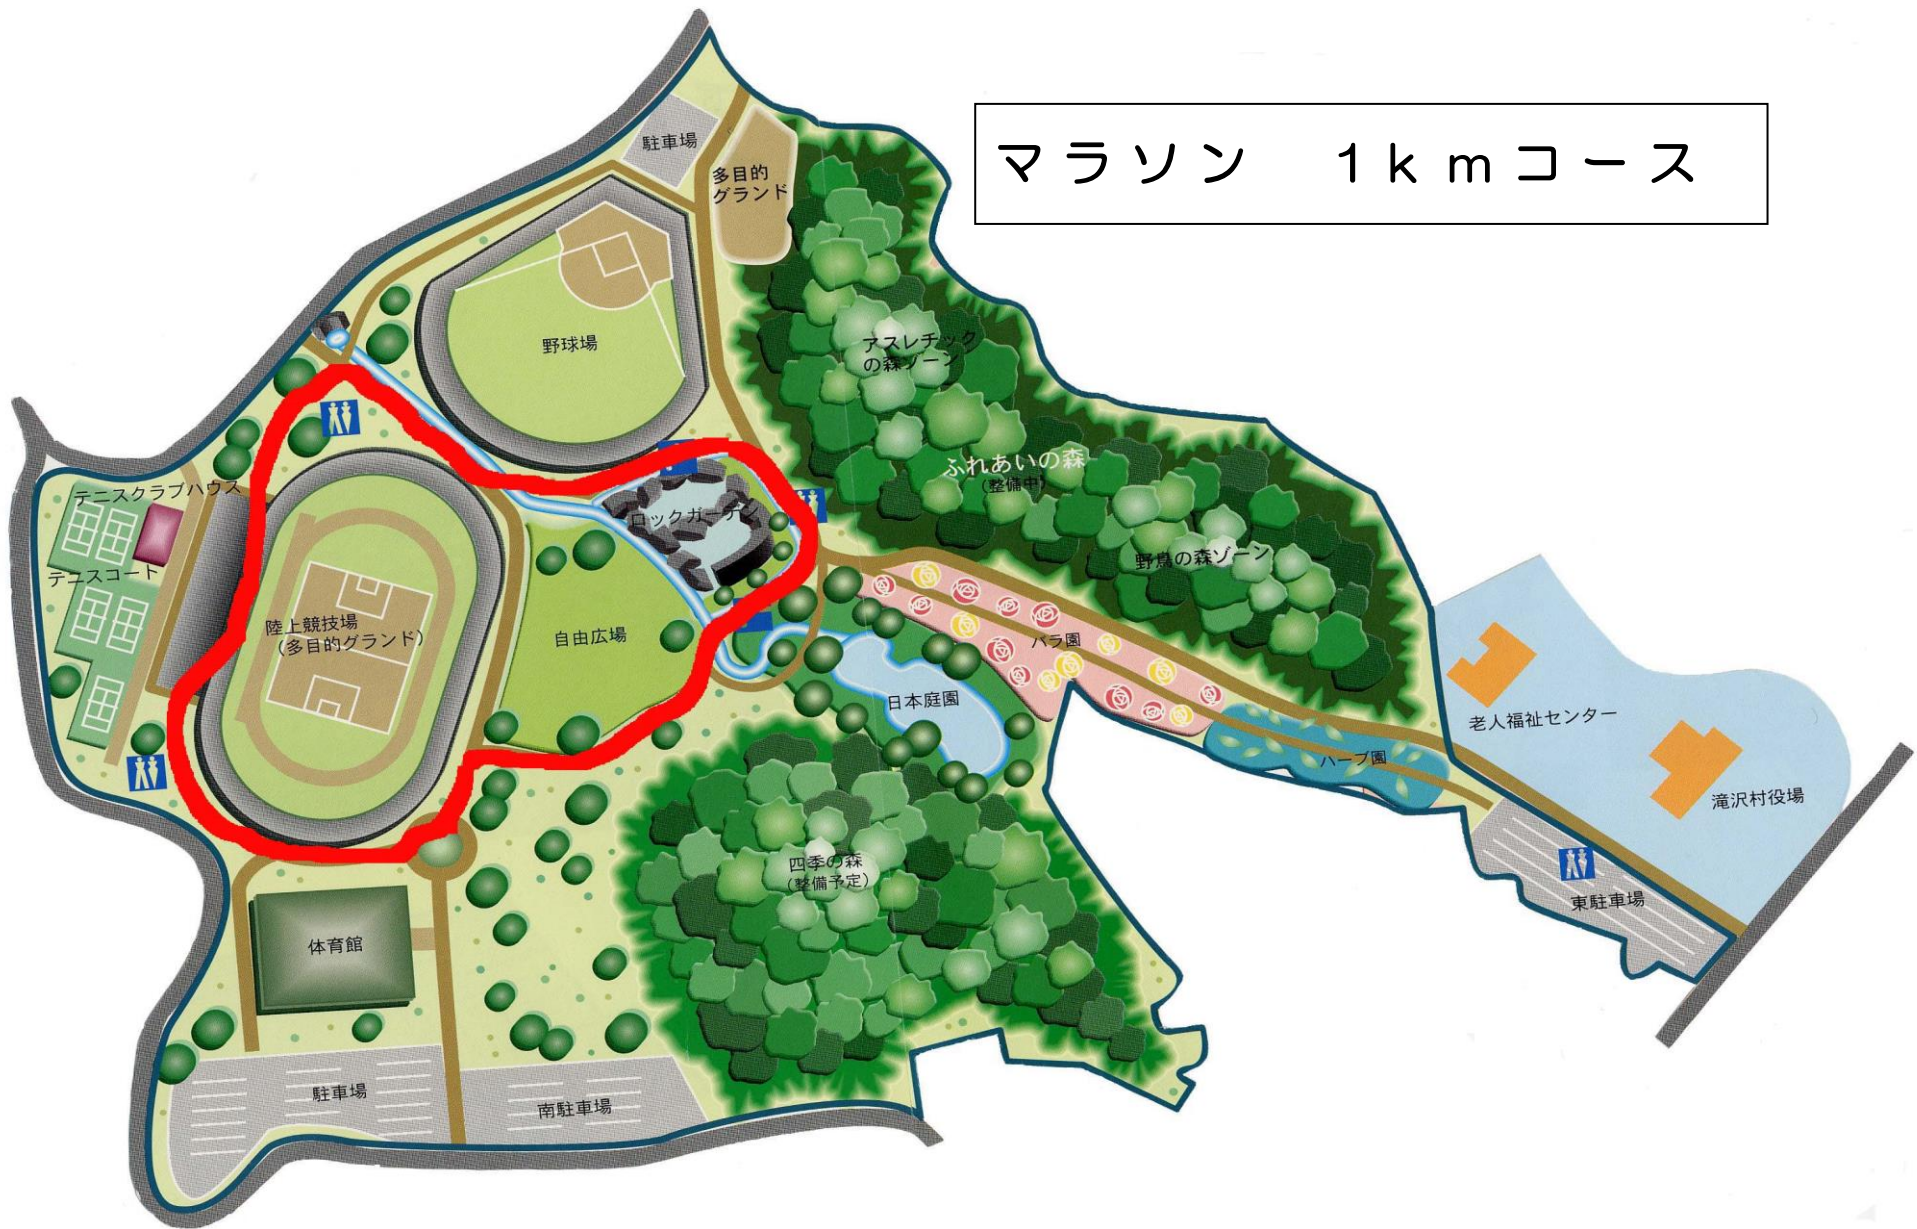 マラソン　1kmコース
駐車場
多目的
グランド
野球場
アスレチック
の森ゾーン
ふれあいの森
(整備中)
テニスクラブハウス
ロックガーデン
野鳥の森ゾーン
テニスコート
陸上競技場
(多目的グランド)
自由広場
バラ園
日本庭園
老人福祉センター
ハーブ園
滝沢村役場
四季の森
(整備予定)
東駐車場
体育館
駐車場
南駐車場